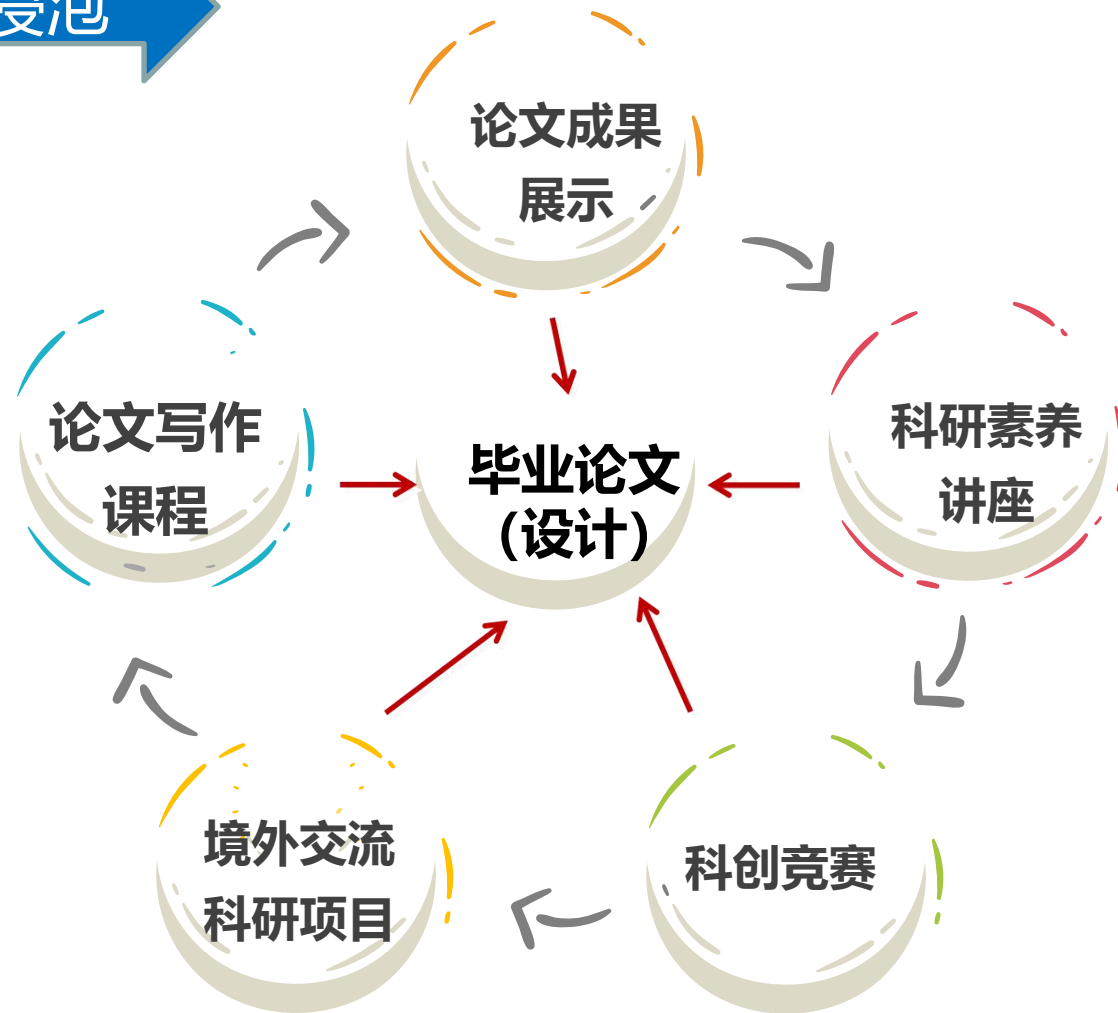 论文成果
展示
论文写作
课程
毕业论文
（设计）
科研素养
讲座
境外交流
科研项目
科创竞赛